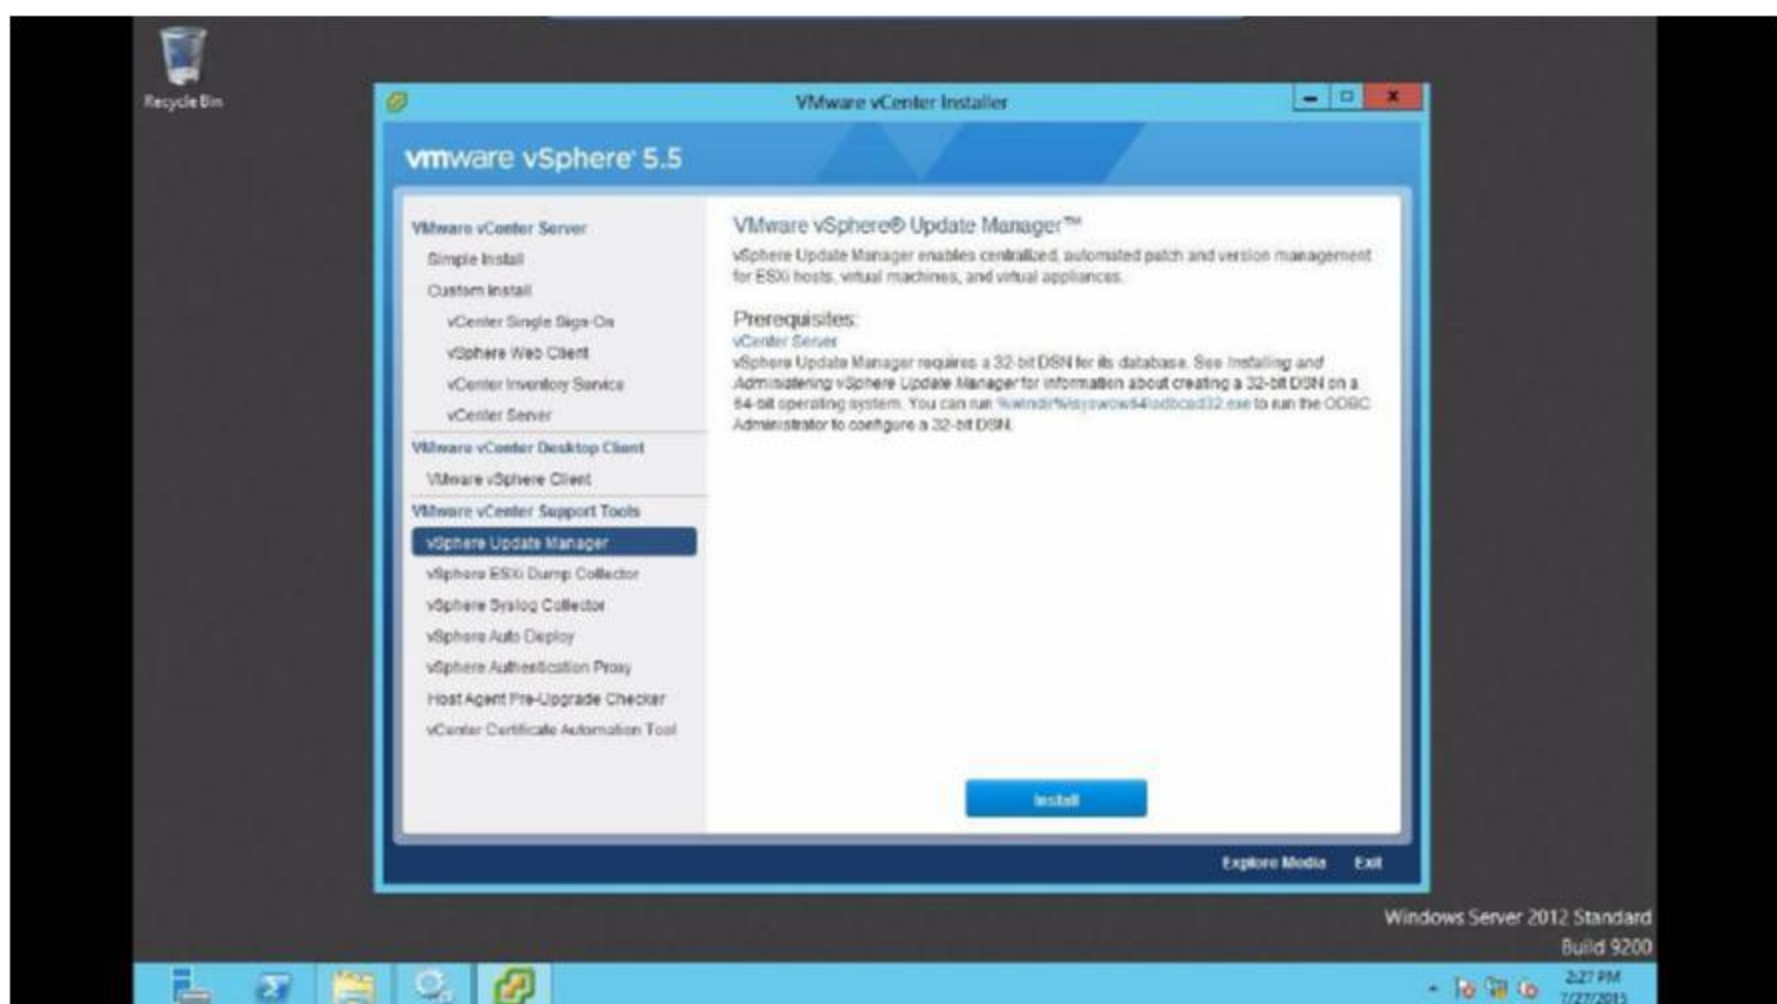 Recycle Bin
VMware vCenter Installer
vmware vSphere® 5.5
VMware vCenter Server
Simple Install
Custom Install
vCenter Single Sign-On
vSphere Web Client
vCenter Inventory Service
vCenter Server
VMware vCenter Desktop Client
VMware vSphere Client
VMware vCenter Support Tools
vSphere Update Manager
vSphere ESXi Dump Collector
vSphere Syslog Collector
vSphere Auto Deploy
vSphere Authentication Proxy
Host Agent Pre-Upgrade Checker
vCenter Certificate Automation Tool
VMware vSphere® Update Manager™
vSphere Update Manager enables centralized, automated patch and version management
for ESXi hosts, virtual machines, and virtual appliances.
Prerequisites:
vCenter Server
vSphere Update Manager requires a 32-bit DSN for its database. See Installing and
Administering vSphere Update Manager for information about creating a 32-bit DSN on a
64-bit operating system. You can run %windir%\syswow64\odbcad32.exe to run the ODBC
Administrator to configure a 32-bit DSN.
Install
Explore Media Exit
Windows Server 2012 Standard
Build 9200
2:27 PM
7/27/2015